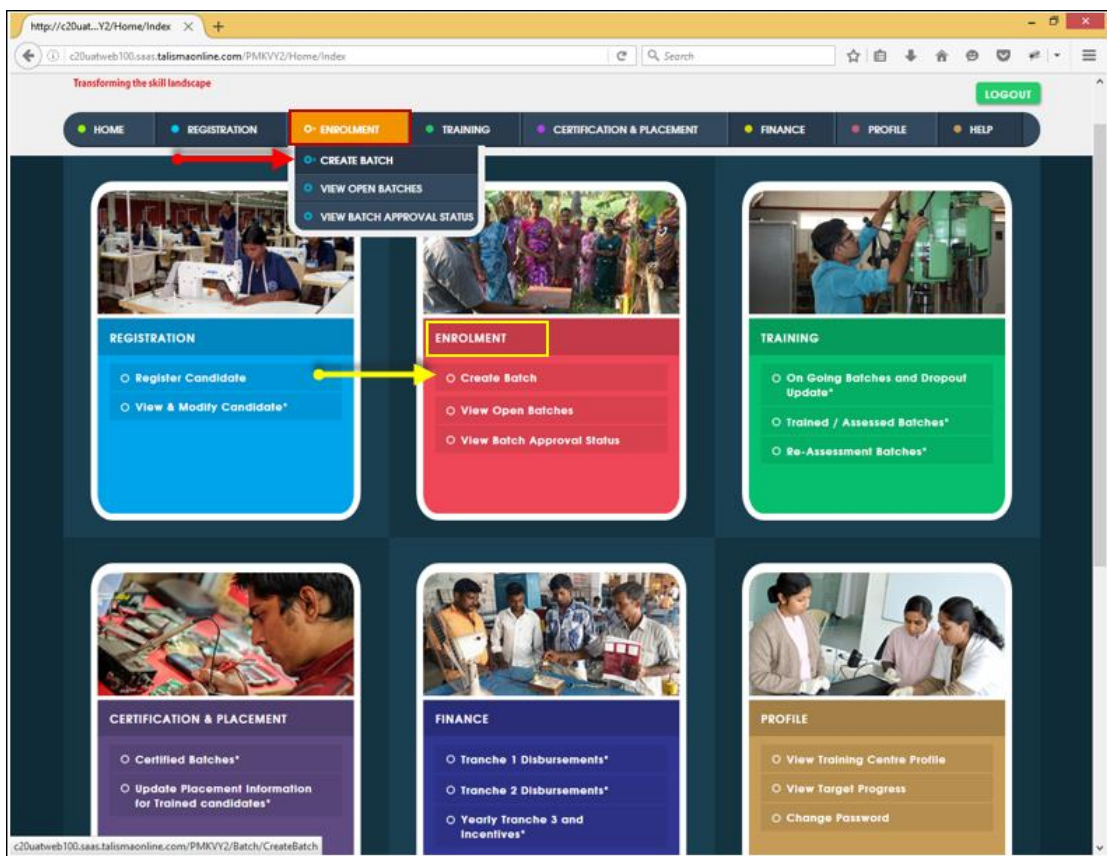 http://c20uat...Y2/Home/Index
c20uatweb100.saas.talismaonline.com/PMKVY2/Home/Index
Search
Transforming the skill landscape
LOGOUT
HOME REGISTRATION ENROLMENT TRAINING CERTIFICATION & PLACEMENT FINANCE PROFILE HELP
CREATE BATCH
VIEW OPEN BATCHES
VIEW BATCH APPROVAL STATUS
REGISTRATION
Register Candidate
View & Modify Candidate*
ENROLMENT
Create Batch
View Open Batches
View Batch Approval Status
TRAINING
On Going Batches and Dropout
Update*
Trained / Assessed Batches*
Re-Assessment Batches*
CERTIFICATION & PLACEMENT
Certified Batches*
Update Placement Information
for Trained candidates*
FINANCE
Tranche 1 Disbursements*
Tranche 2 Disbursements*
Yearly Tranche 3 and
Incentives*
PROFILE
View Training Centre Profile
View Target Progress
Change Password
c20uatweb100.saas.talismaonline.com/PMKVY2/Batch/CreateBatch